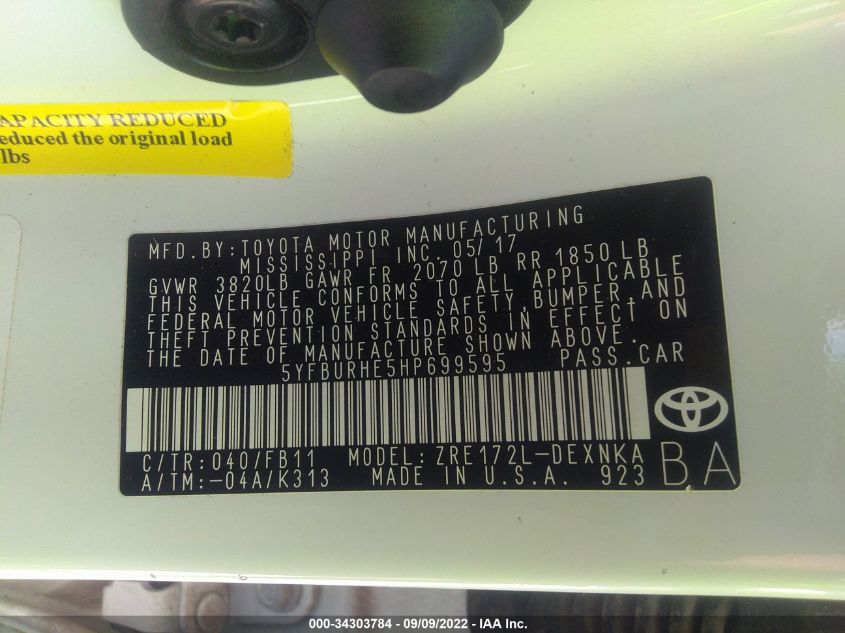 APACITY REDUCED
educed the original load
lbs
MFD. BY: TOYOTA MOTOR MANUFACTURING
MISSISSIPPI INC. 05/17
GVWR 3820LB GAWR FR 2070 LB RR 1850 LB
THIS VEHICLE CONFORMS TO ALL APPLICABLE
FEDERAL MOTOR VEHICLE SAFETY, BUMPER, AND
THEFT PREVENTION STANDARDS IN EFFECT ON
THE DATE OF MANUFACTURE SHOWN ABOVE.
5YFBURHE5HP699595 PASS. CAR
C/TR: 040/FB11 MODEL: ZRE172L-DEXNKA
A/TM:-04A/K313 MADE IN U.S.A. 923
B.A
000-34303784 - 09/09/2022 - IAA Inc.